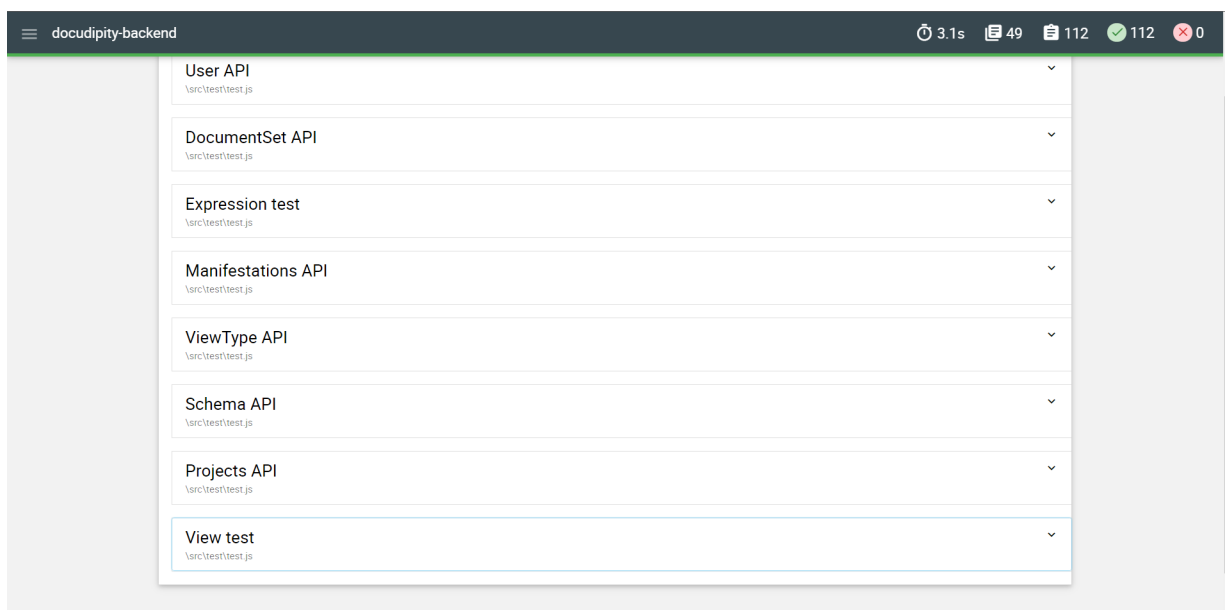 docudipity-backend 3.1s 49 112 112 0
User API
\src\test\test.js
DocumentSet API
\src\test\test.js
Expression test
\src\test\test.js
Manifestations API
\src\test\test.js
ViewType API
\src\test\test.js
Schema API
\src\test\test.js
Projects API
\src\test\test.js
View test
\src\test\test.js